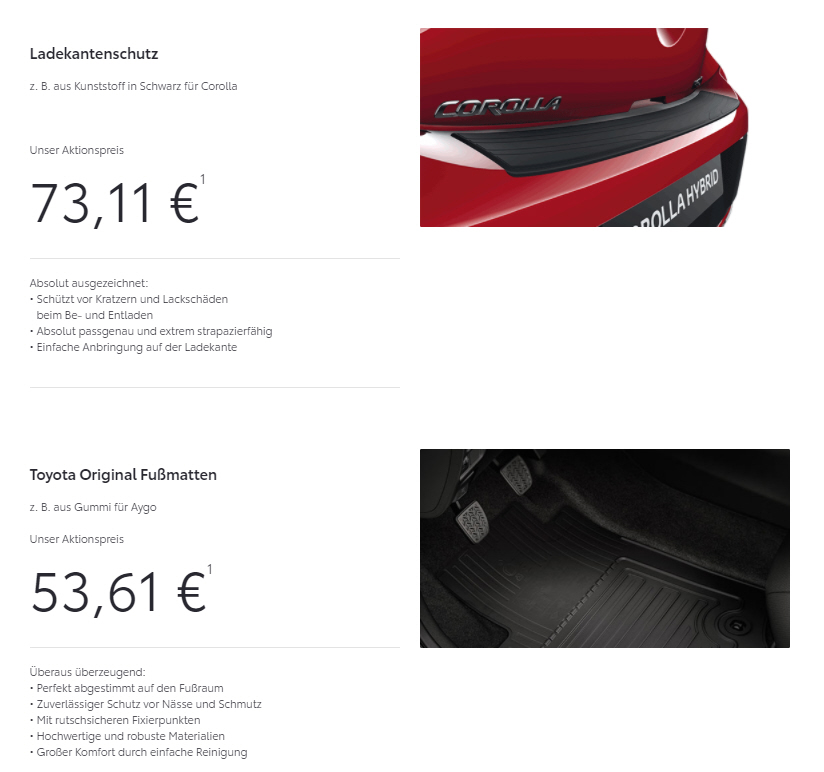 Ladekantenschutz
z. B. aus Kunststoff in Schwarz für Corolla
Unser Aktionspreis
73,11 €¹
Absolut ausgezeichnet:
• Schützt vor Kratzern und Lackschäden
beim Be- und Entladen
• Absolut passgenau und extrem strapazierfähig
• Einfache Anbringung auf der Ladekante
COROLLA
OROLLA HYBRID
Toyota Original Fußmatten
z. B. aus Gummi für Aygo
Unser Aktionspreis
53,61 €¹
Überaus überzeugend:
• Perfekt abgestimmt auf den Fußraum
• Zuverlässiger Schutz vor Nässe und Schmutz
• Mit rutschsicheren Fixierpunkten
• Hochwertige und robuste Materialien
• Großer Komfort durch einfache Reinigung